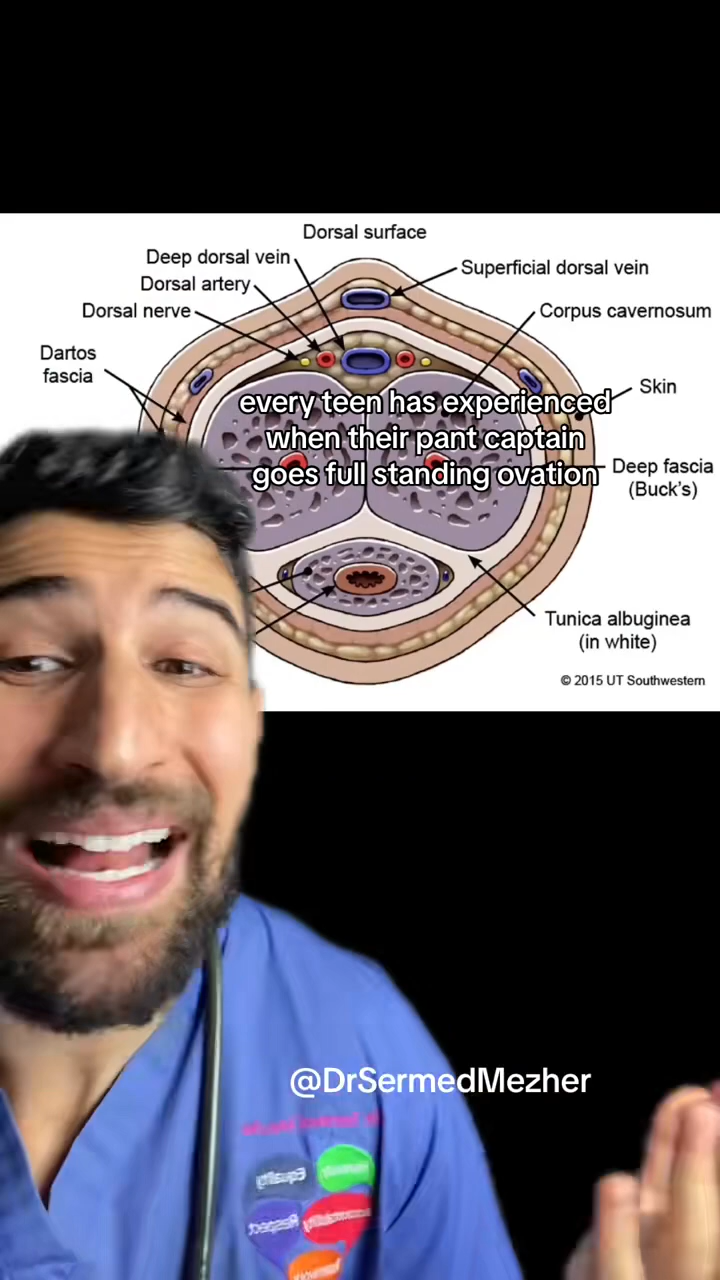 Dorsal surface
Deep dorsal vein
Superficial dorsal vein
Dorsal artery
Corpus cavernosum
Dorsal nerve
Dartos
fascia
Skin
every teen has experienced
when their pant captain
goes full standing ovation
Deep fascia
(Buck's)
Tunica albuginea
(in white)
© 2015 UT Southwestern
@DrSermedMezher
Equality
Respect